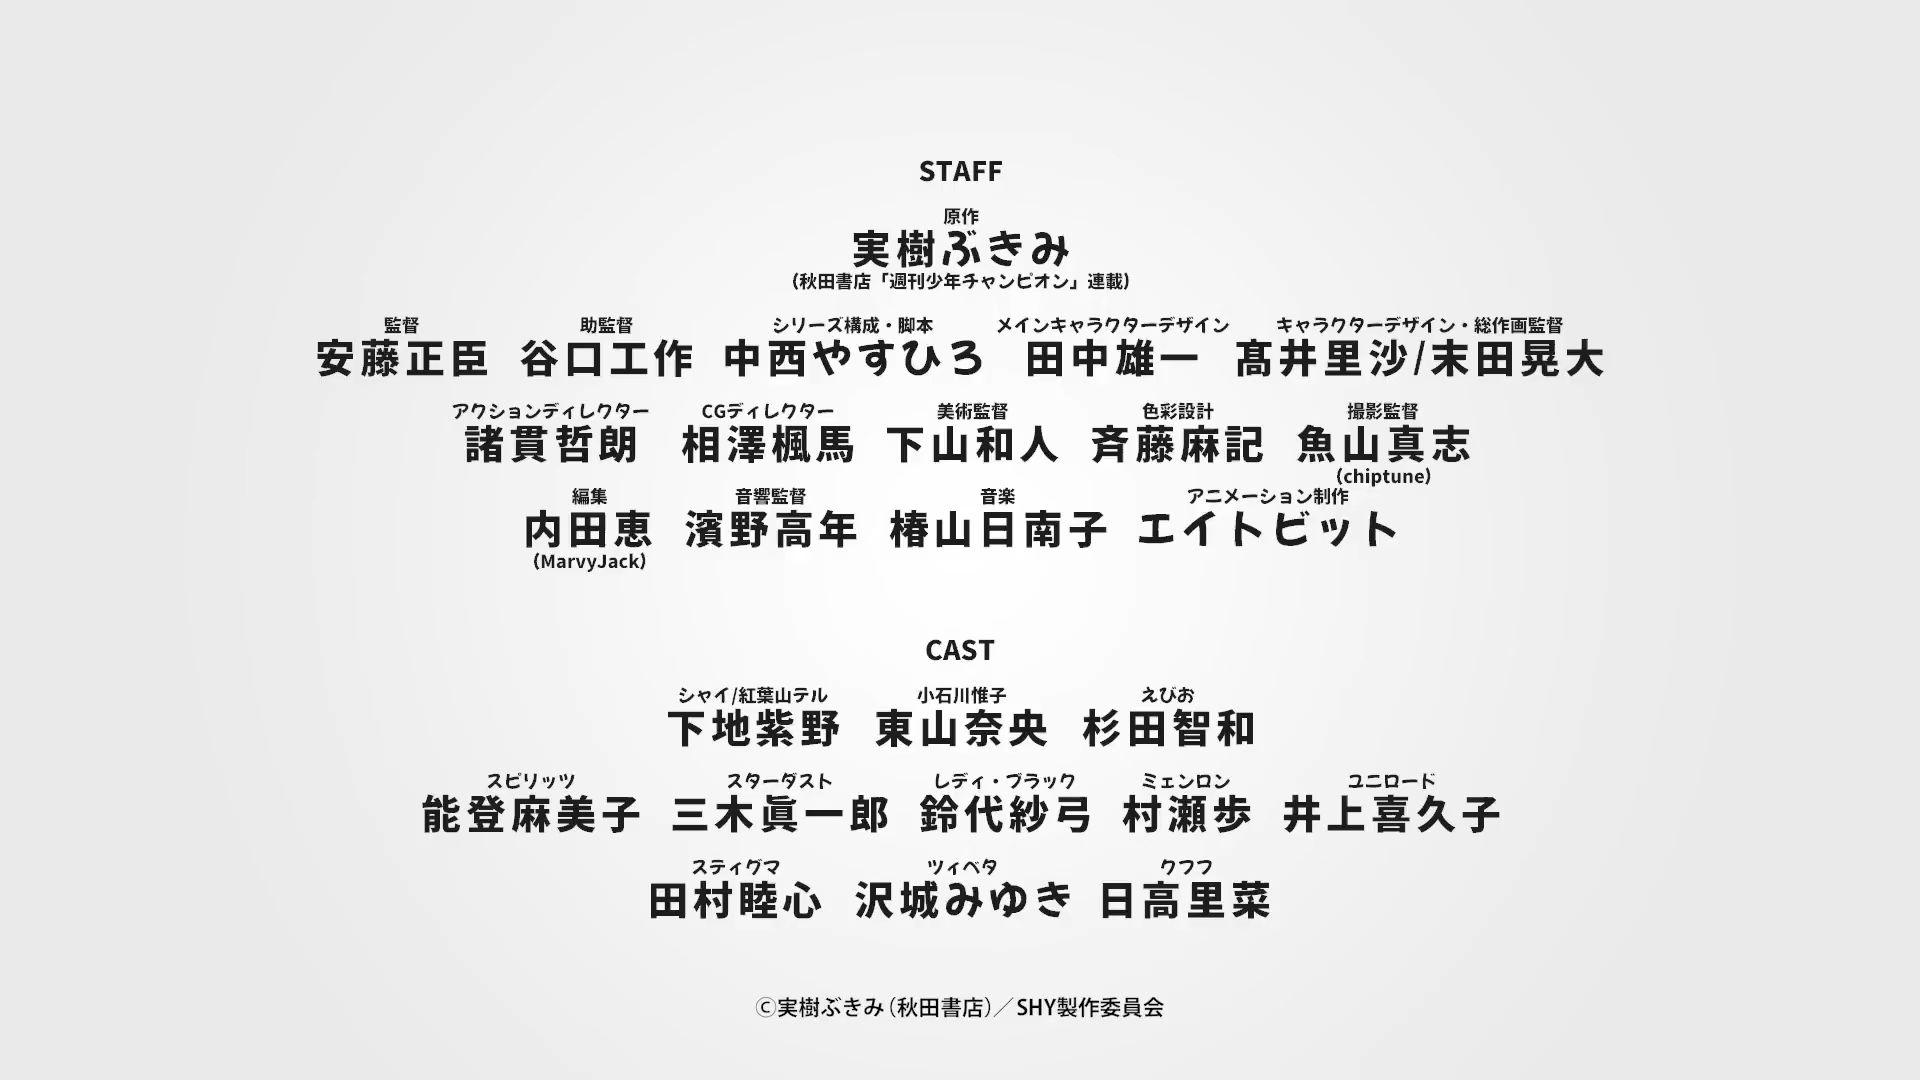 STAFF
原作
実樹ぶきみ
(秋田書店「週刊少年チャンピオン」連載)
監督 助監督 シリーズ構成・脚本 メインキャラクターデザイン キャラクターデザイン・総作画監督
安藤正臣 谷口工作 中西やすひろ 田中雄一 髙井里沙/末田晃大
アクションディレクター CGディレクター 美術監督 色彩設計 撮影監督
諸貫哲朗 相澤楓馬 下山和人 斉藤麻記 魚山真志
(chiptune)
編集 音響監督 音楽 アニメーション制作
内田恵 濱野高年 椿山日南子 エイトビット
(MarvyJack)
CAST
シャイ/紅葉山テル 小石川惟子 えびお
下地紫野 東山奈央 杉田智和
スピリッツ スターダスト レディ・ブラック ミェンロン ユニロード
能登麻美子 三木眞一郎 鈴代紗弓 村瀬歩 井上喜久子
スティグマ ツィベタ クフフ
田村睦心 沢城みゆき 日高里菜
Ⓒ実樹ぶきみ(秋田書店)／SHY製作委員会